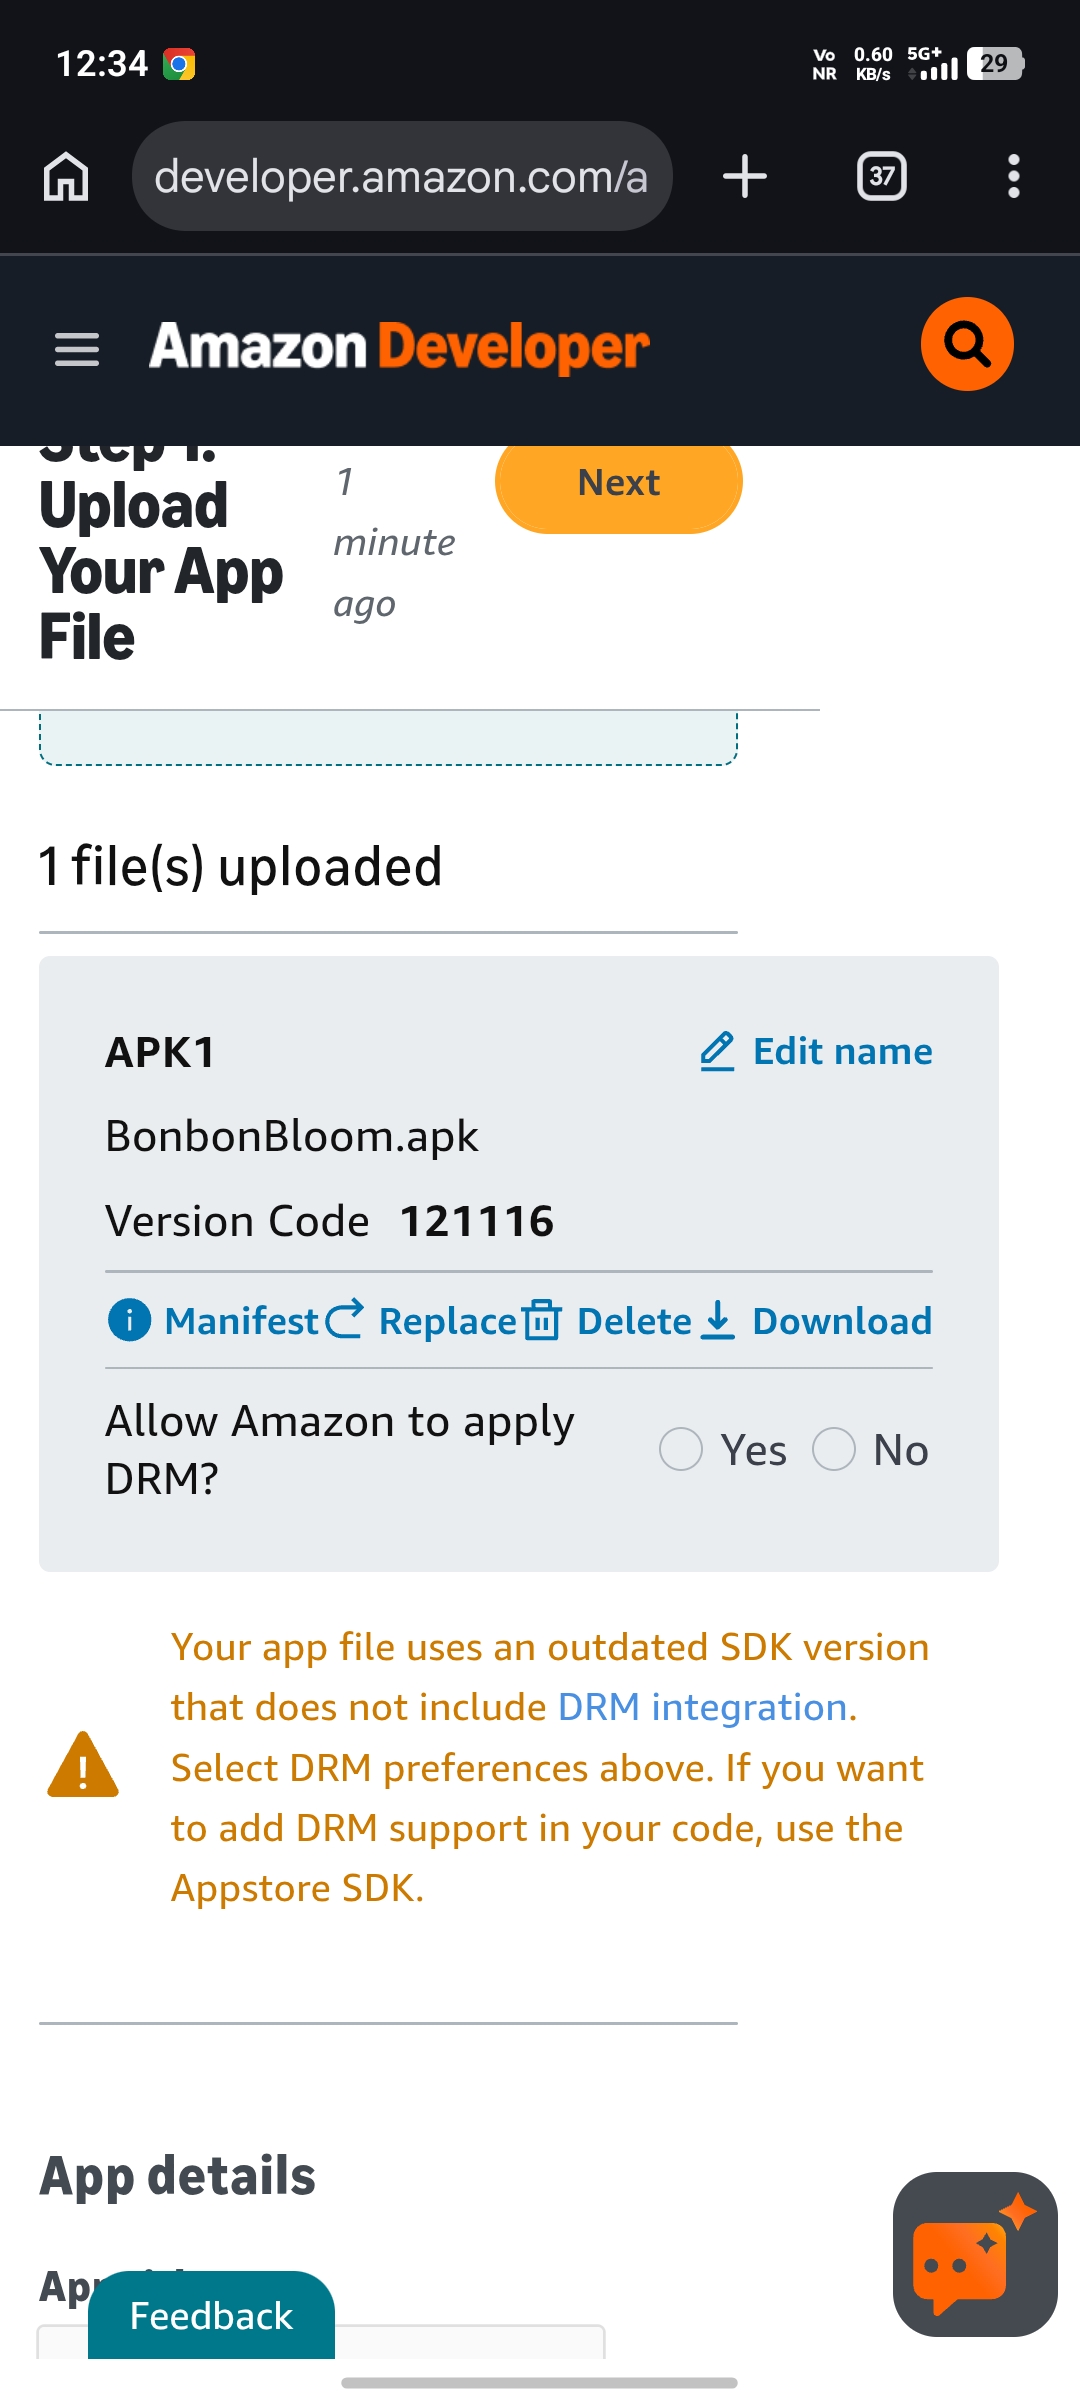 12:34
Vo NR 0.60 KB/s 5G+ 29
developer.amazon.com/a
37
Amazon Developer
Step 1:
Upload
Your App
File
1
minute
ago
Next
1 file(s) uploaded
APK1
Edit name
BonbonBloom.apk
Version Code 121116
Manifest Replace Delete Download
Allow Amazon to apply
DRM?
Yes No
Your app file uses an outdated SDK version
that does not include DRM integration.
Select DRM preferences above. If you want
to add DRM support in your code, use the
Appstore SDK.
App details
Feedback